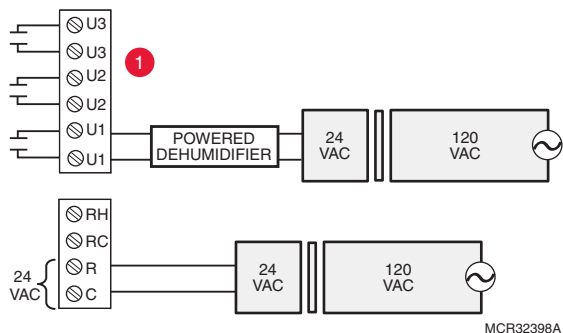 U3
U3
U2
U2
U1
U1
1
POWERED
DEHUMIDIFIER
24
VAC
120
VAC
RH
RC
R
C
24
VAC
24
VAC
120
VAC
MCR32398A